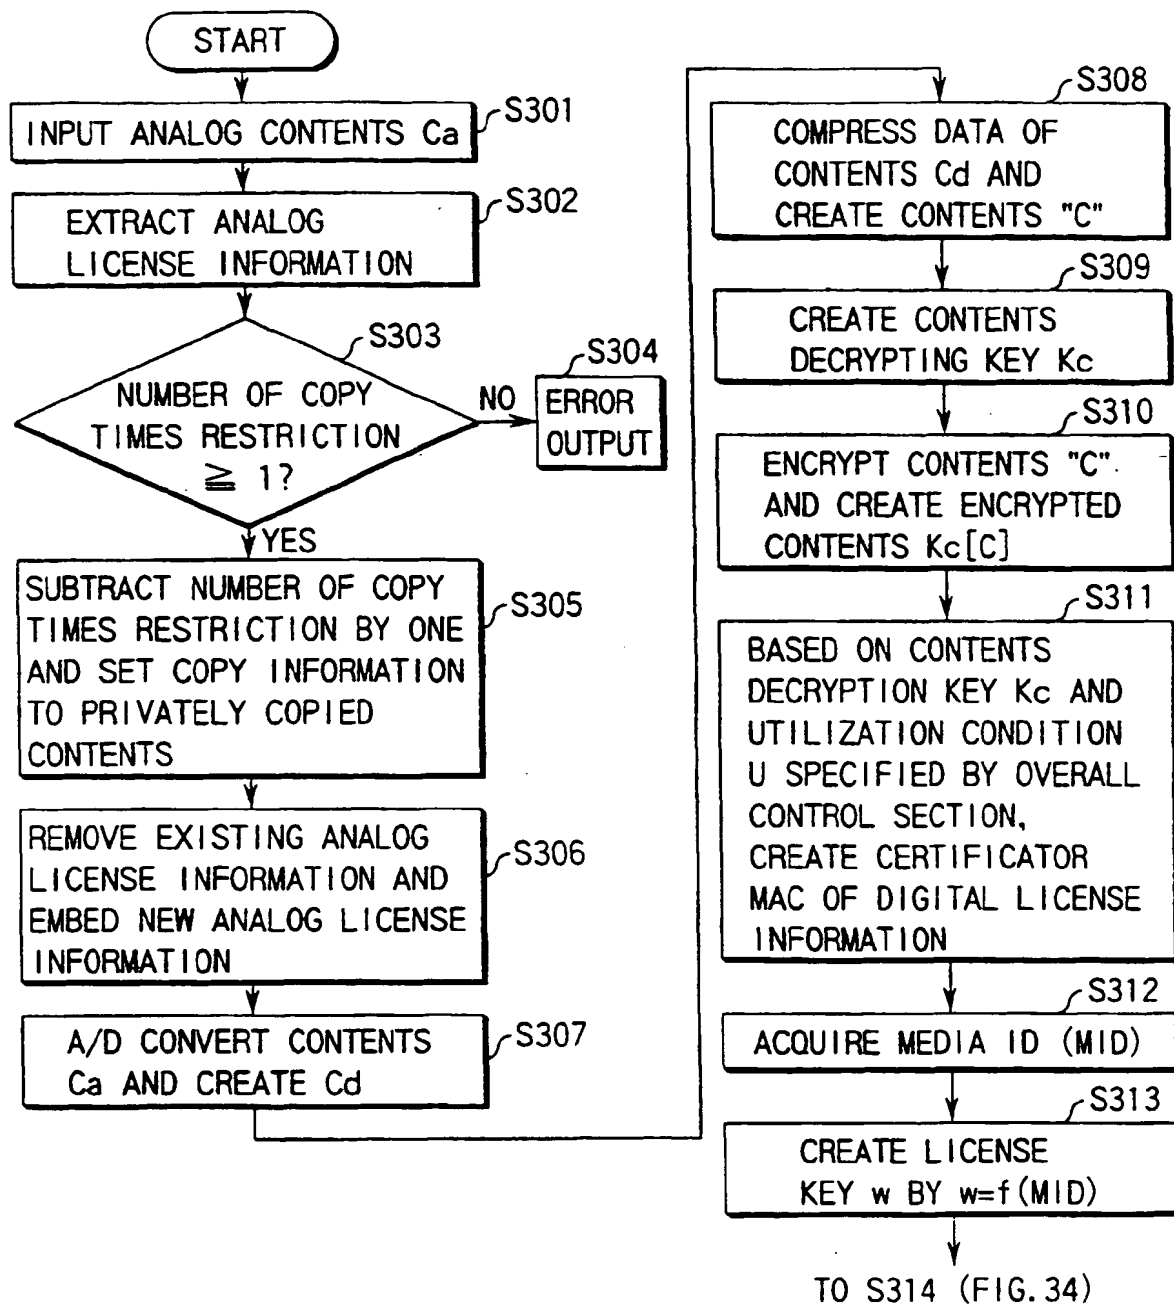 START
S301
INPUT ANALOG CONTENTS Ca
S302
EXTRACT ANALOG
LICENSE INFORMATION
S303
NUMBER OF COPY
TIMES RESTRICTION
≧ 1?
NO
S304
ERROR
OUTPUT
YES
S305
SUBTRACT NUMBER OF COPY
TIMES RESTRICTION BY ONE
AND SET COPY INFORMATION
TO PRIVATELY COPIED
CONTENTS
S306
REMOVE EXISTING ANALOG
LICENSE INFORMATION AND
EMBED NEW ANALOG LICENSE
INFORMATION
S307
A/D CONVERT CONTENTS
Ca AND CREATE Cd
S308
COMPRESS DATA OF
CONTENTS Cd AND
CREATE CONTENTS "C"
S309
CREATE CONTENTS
DECRYPTING KEY Kc
S310
ENCRYPT CONTENTS "C"
AND CREATE ENCRYPTED
CONTENTS Kc[C]
S311
BASED ON CONTENTS
DECRYPTION KEY Kc AND
UTILIZATION CONDITION
U SPECIFIED BY OVERALL
CONTROL SECTION,
CREATE CERTIFICATOR
MAC OF DIGITAL LICENSE
INFORMATION
S312
ACQUIRE MEDIA ID (MID)
S313
CREATE LICENSE
KEY w BY w=f(MID)
TO S314 (FIG.34)